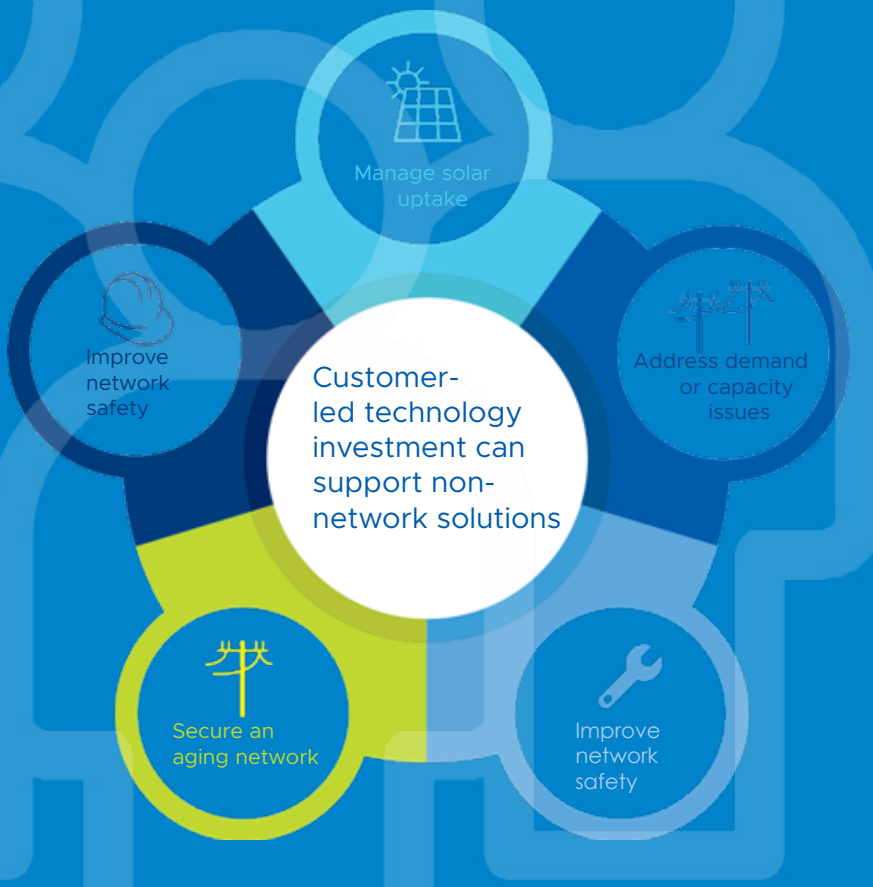 Manage solar
uptake
Improve
network
safety
Address demand
or capacity
issues
Customer-
led technology
investment can
support non-
network solutions
Secure an
aging network
Improve
network
safety